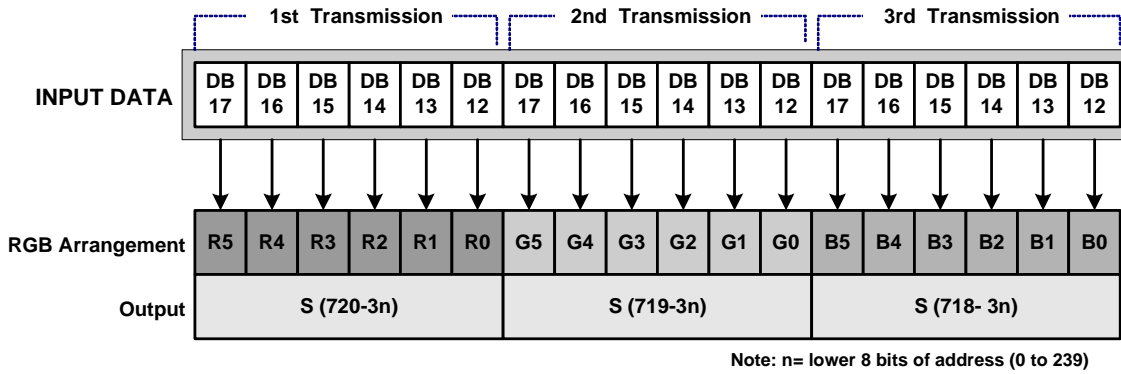 1st Transmission 2nd Transmission 3rd Transmission
INPUT DATA DB 17 DB 16 DB 15 DB 14 DB 13 DB 12 DB 17 DB 16 DB 15 DB 14 DB 13 DB 12 DB 17 DB 16 DB 15 DB 14 DB 13 DB 12
RGB Arrangement R5 R4 R3 R2 R1 R0 G5 G4 G3 G2 G1 G0 B5 B4 B3 B2 B1 B0
Output S (720-3n) S (719-3n) S (718- 3n)
Note: n= lower 8 bits of address (0 to 239)